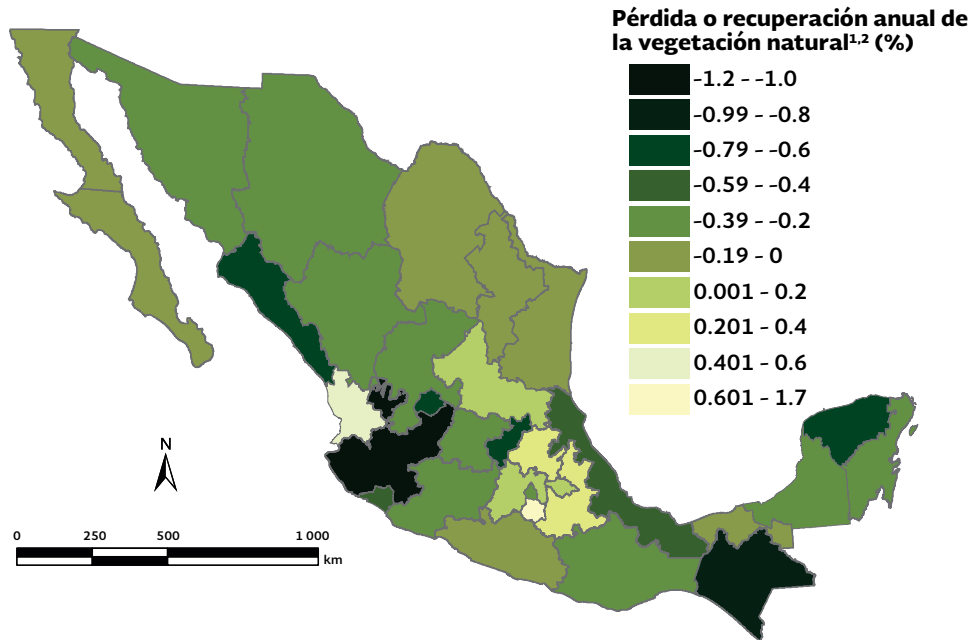 Pérdida o recuperación anual de
la vegetación natural¹,² (%)
-1.2 - -1.0
-0.99 - -0.8
-0.79 - -0.6
-0.59 - -0.4
-0.39 - -0.2
-0.19 - 0
0.001 - 0.2
0.201 - 0.4
0.401 - 0.6
0.601 - 1.7
N
0 250 500 1 000
km